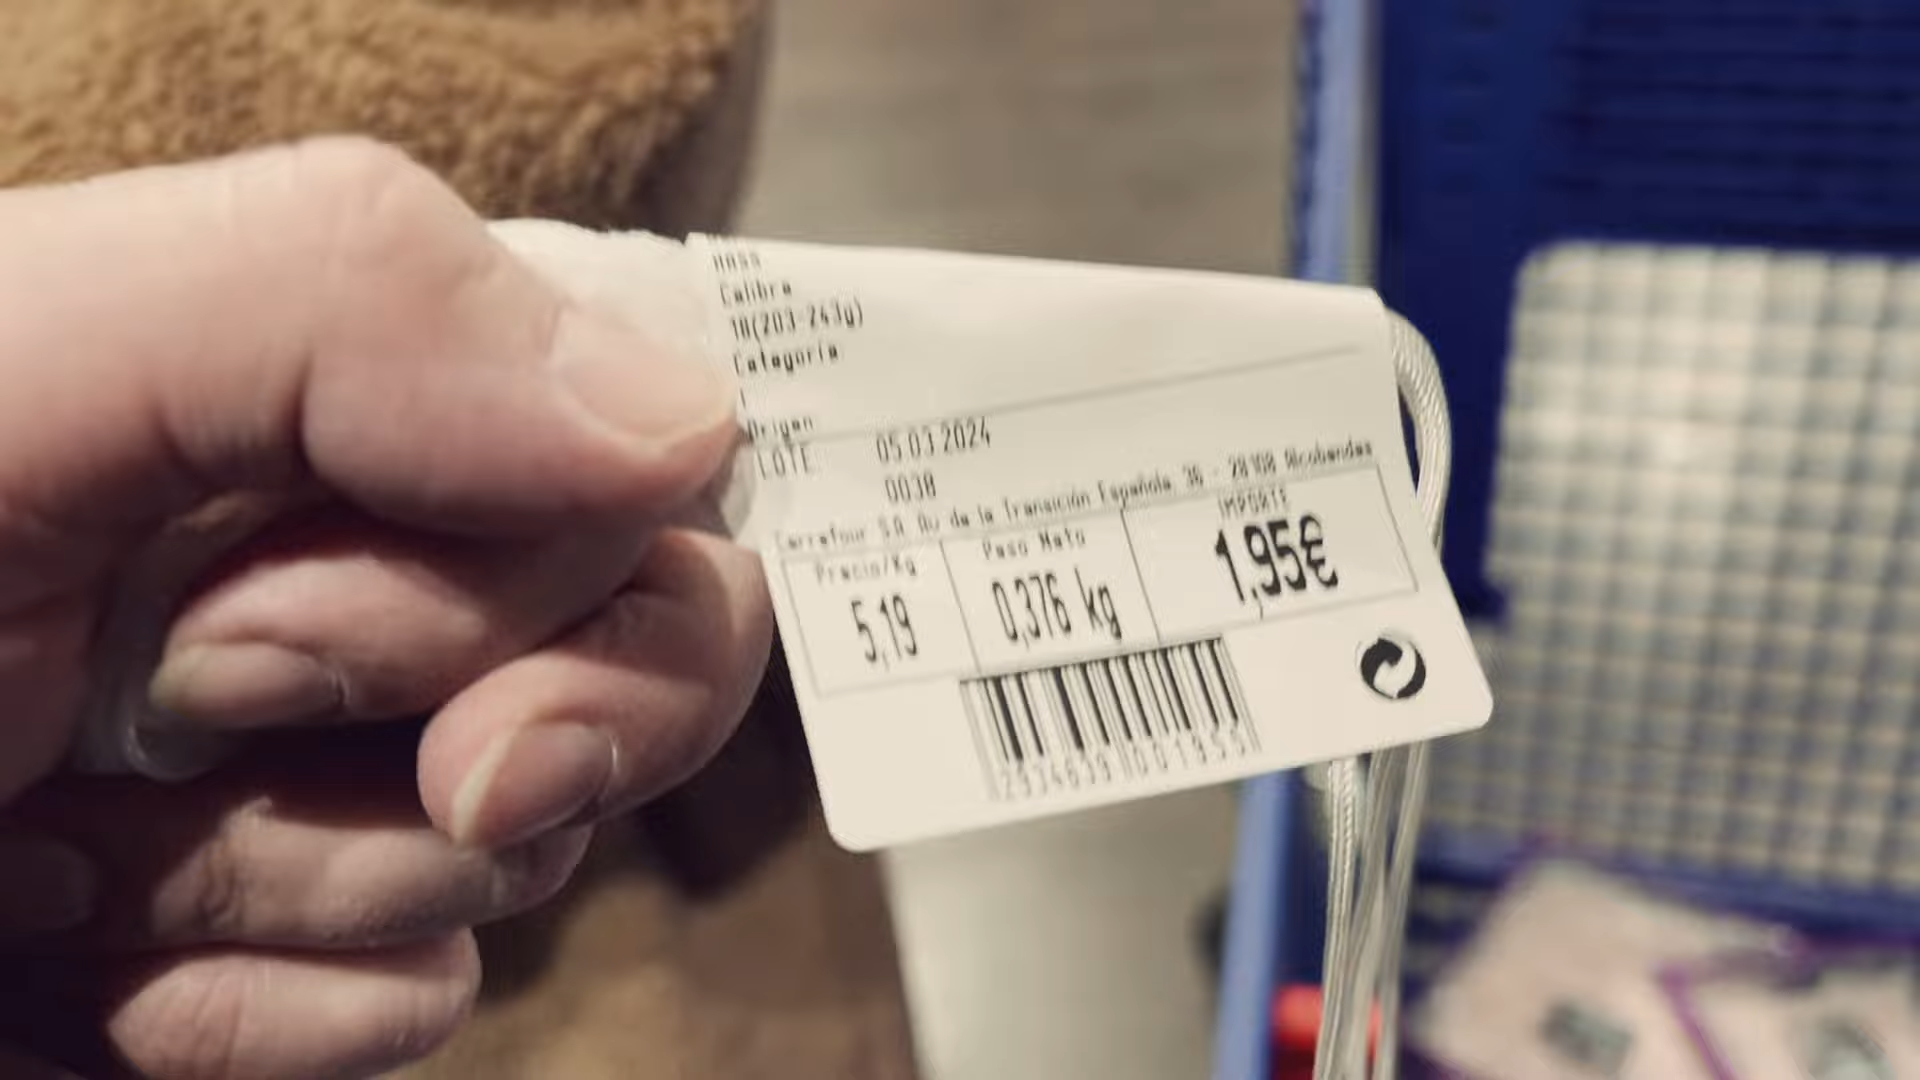 HASS
Calibre
18(203-243g)
Categoría
I
Origen
LOTE 05.03.2024
0038
Carrefour S.A. Av de la Transición Española 36 - 28108 Alcobendas
Precio/Kg Peso Neto IMPORTE
5,19 0,376 kg 1,95€